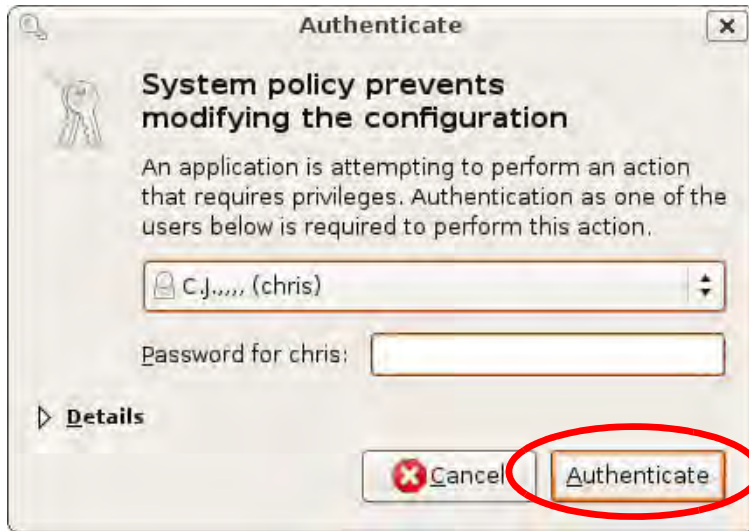 Authenticate
System policy prevents
modifying the configuration
An application is attempting to perform an action
that requires privileges. Authentication as one of the
users below is required to perform this action.
C.J.,,,, (chris)
Password for chris:
Details
Cancel Authenticate